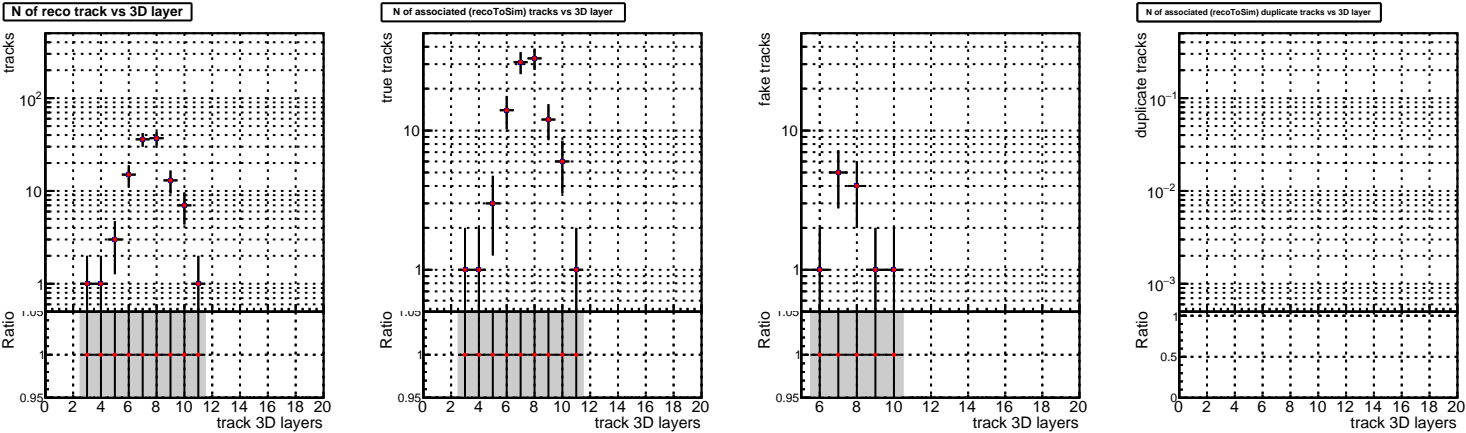 N of reco track vs 3D layer
tracks
10²
10
1
Ratio
1.05
1
0.95
0 2 4 6 8 10 12 14 16 18 20
track 3D layers
N of associated (recoToSim) tracks vs 3D layer
true tracks
10
1
Ratio
1.05
1
0.95
0 2 4 6 8 10 12 14 16 18 20
track 3D layers
fake tracks
10
1
Ratio
1.05
1
0.95
6 8 10 12 14 16 18 20
track 3D layers
N of associated (recoToSim) duplicate tracks vs 3D layer
duplicate tracks
10⁻¹
10⁻²
10⁻³
Ratio
1
0.5
0
0 2 4 6 8 10 12 14 16 18 20
track 3D layers